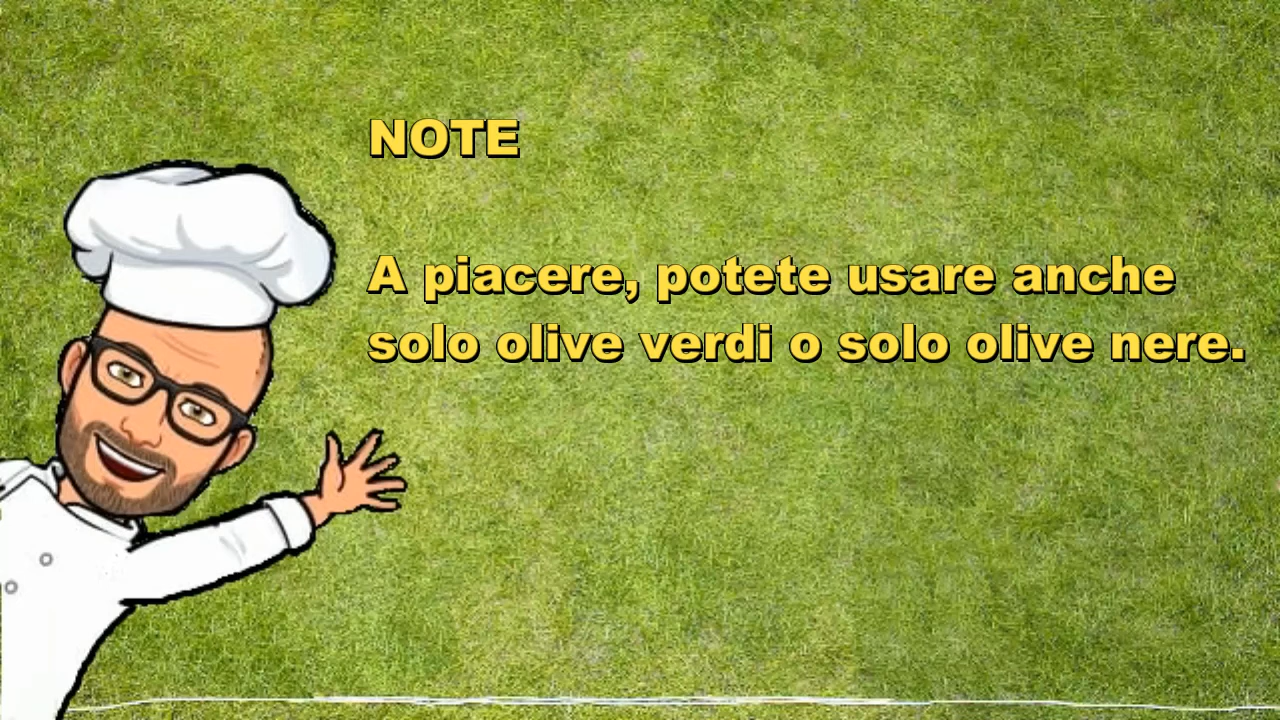 NOTE
A piacere, potete usare anche
solo olive verdi o solo olive nere.